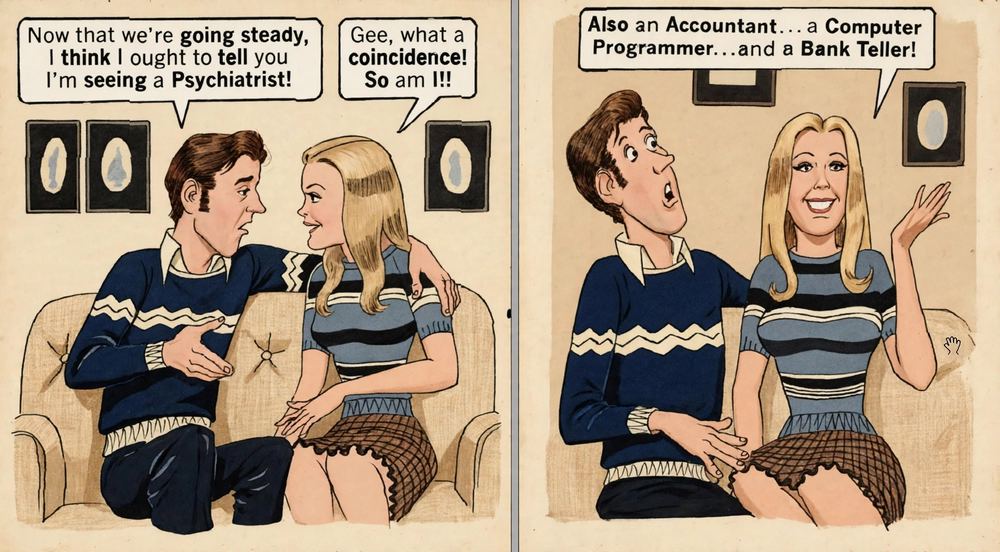 Now that we're going steady,
I think I ought to tell you
I'm seeing a Psychiatrist!
Gee, what a
coincidence!
So am I!!
Also an Accountant... a Computer
Programmer...and a Bank Teller!